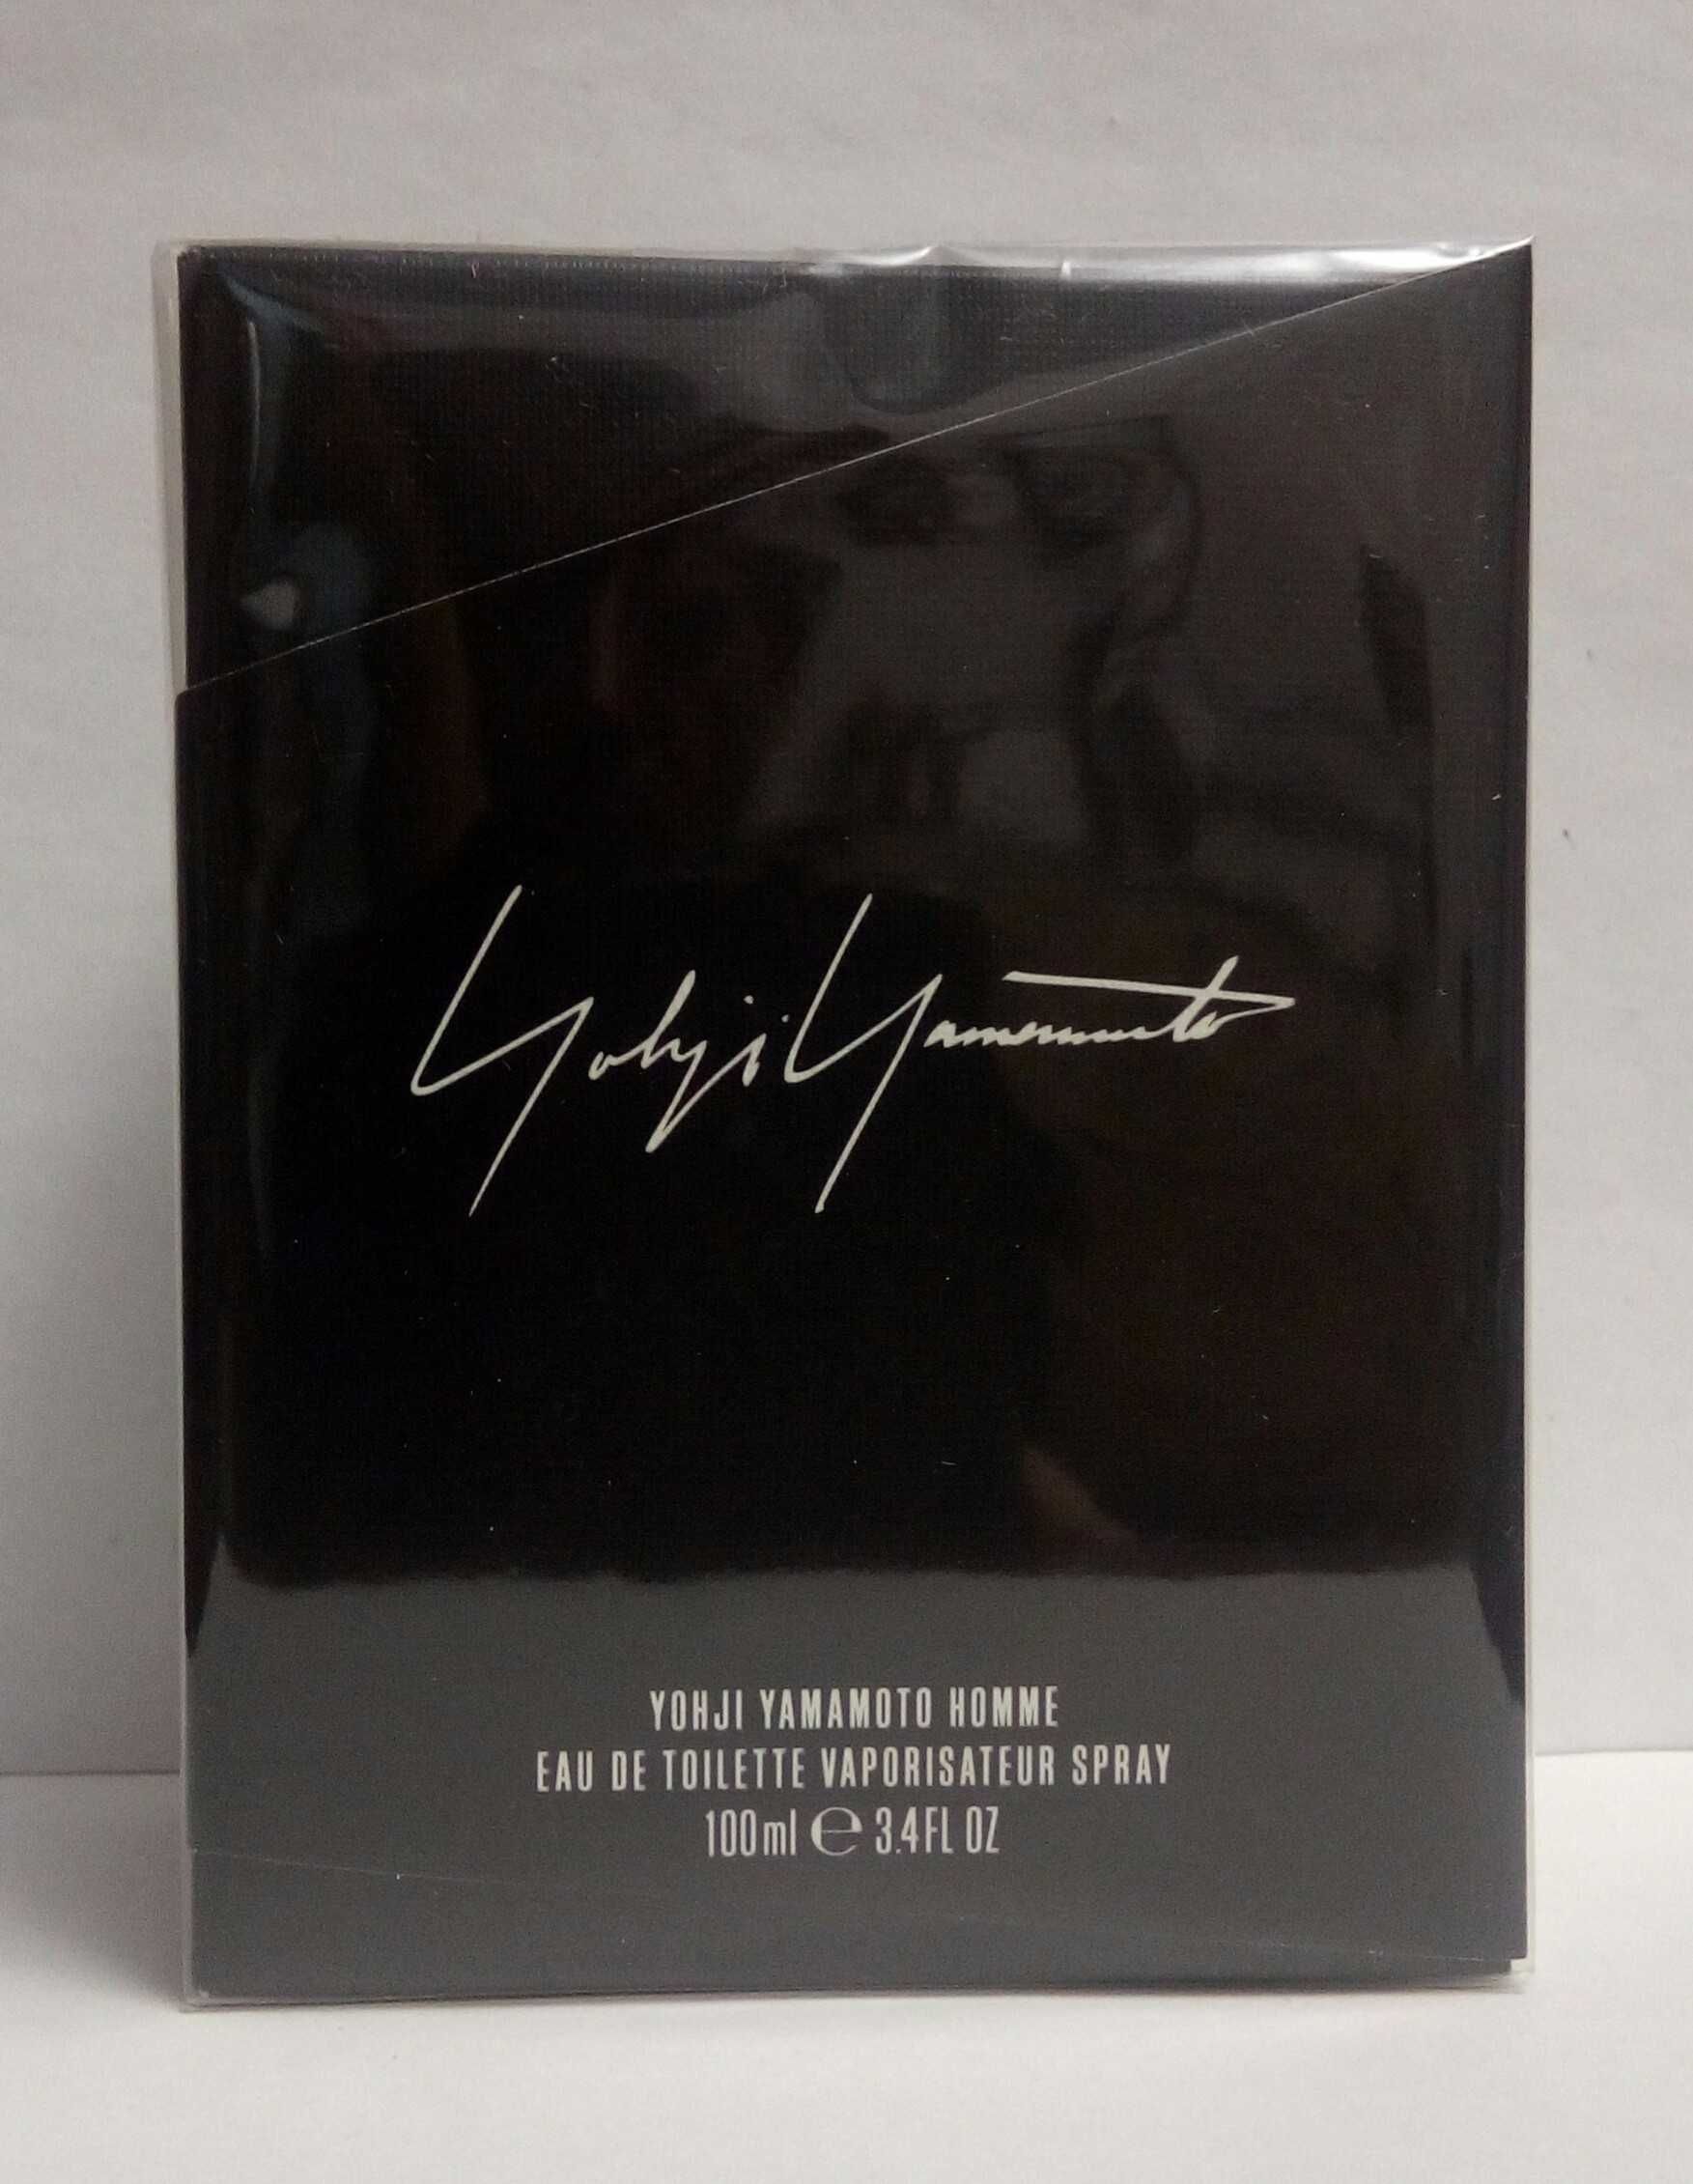 Yohji Yamamoto
YOHJI YAMAMOTO HOMME
EAU DE TOILETTE VAPORISATEUR SPRAY
100ml ℮ 3.4FL OZ